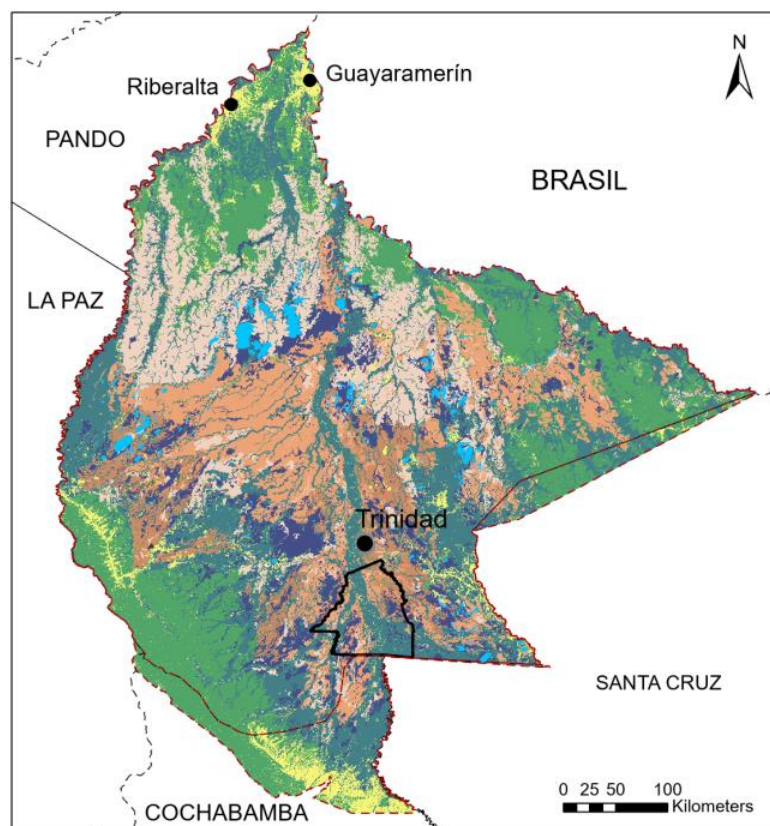 N
Riberalta
Guayaramerín
PANDO
BRASIL
LA PAZ
Trinidad
SANTA CRUZ
0 25 50 100
Kilometers
COCHABAMBA